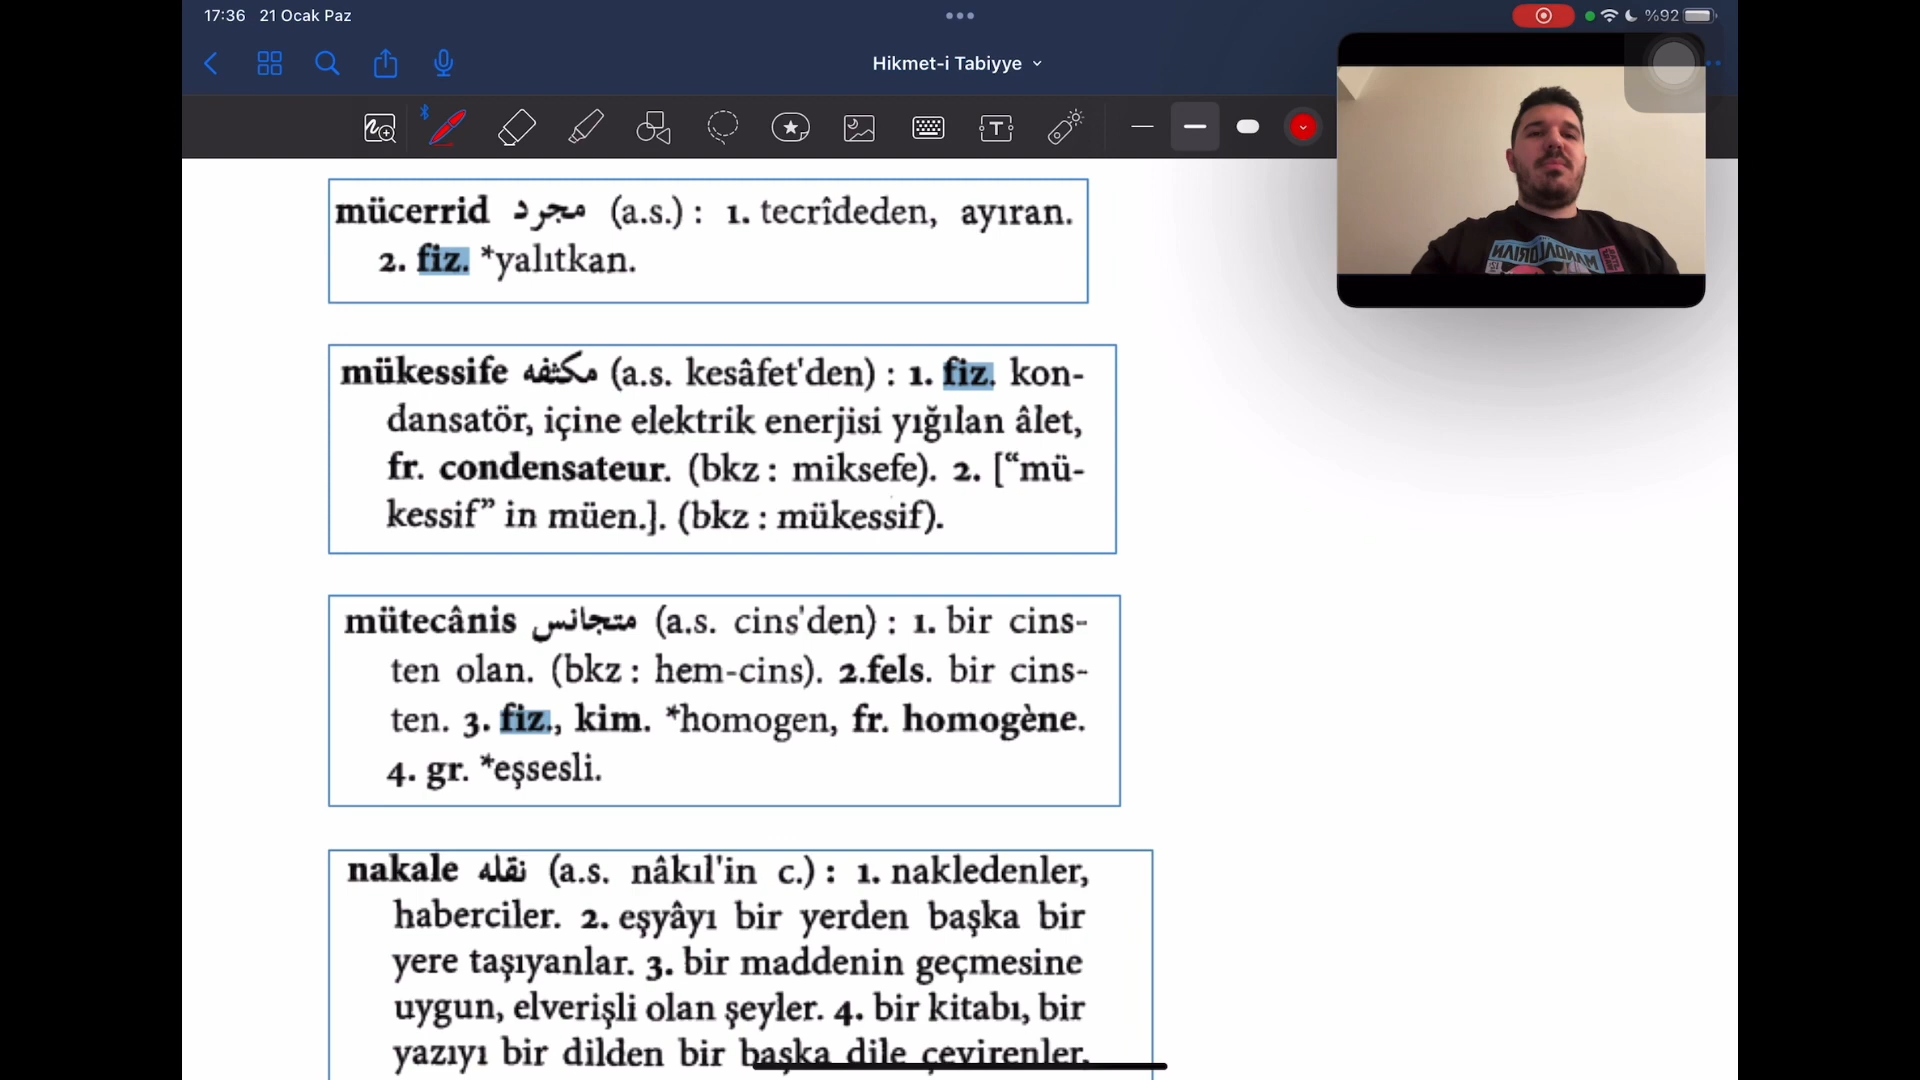 17:36 21 Ocak Paz
%92
Hikmet-i Tabiyye
mücerrid مجرد (a.s.) : 1. tecrîdeden, ayıran.
2. fiz. *yalıtkan.
mükessife مكثفه (a.s. kesâfet'den) : 1. fiz. kon-
dansatör, içine elektrik enerjisi yığılan âlet,
fr. condensateur. (bkz : miksefe). 2. [“mü-
kessif” in müen.]. (bkz : mükessif).
mütecânis متجانس (a.s. cins'den) : 1. bir cins-
ten olan. (bkz : hem-cins). 2.fels. bir cins-
ten. 3. fiz., kim. *homogen, fr. homogène.
4. gr. *eşsesli.
nakale نقله (a.s. nâkıl'in c.) : 1. nakledenler,
haberciler. 2. eşyâyı bir yerden başka bir
yere taşıyanlar. 3. bir maddenin geçmesine
uygun, elverişli olan şeyler. 4. bir kitabı, bir
yazıyı bir dilden bir başka dile çevirenler.
MANDALORIAN